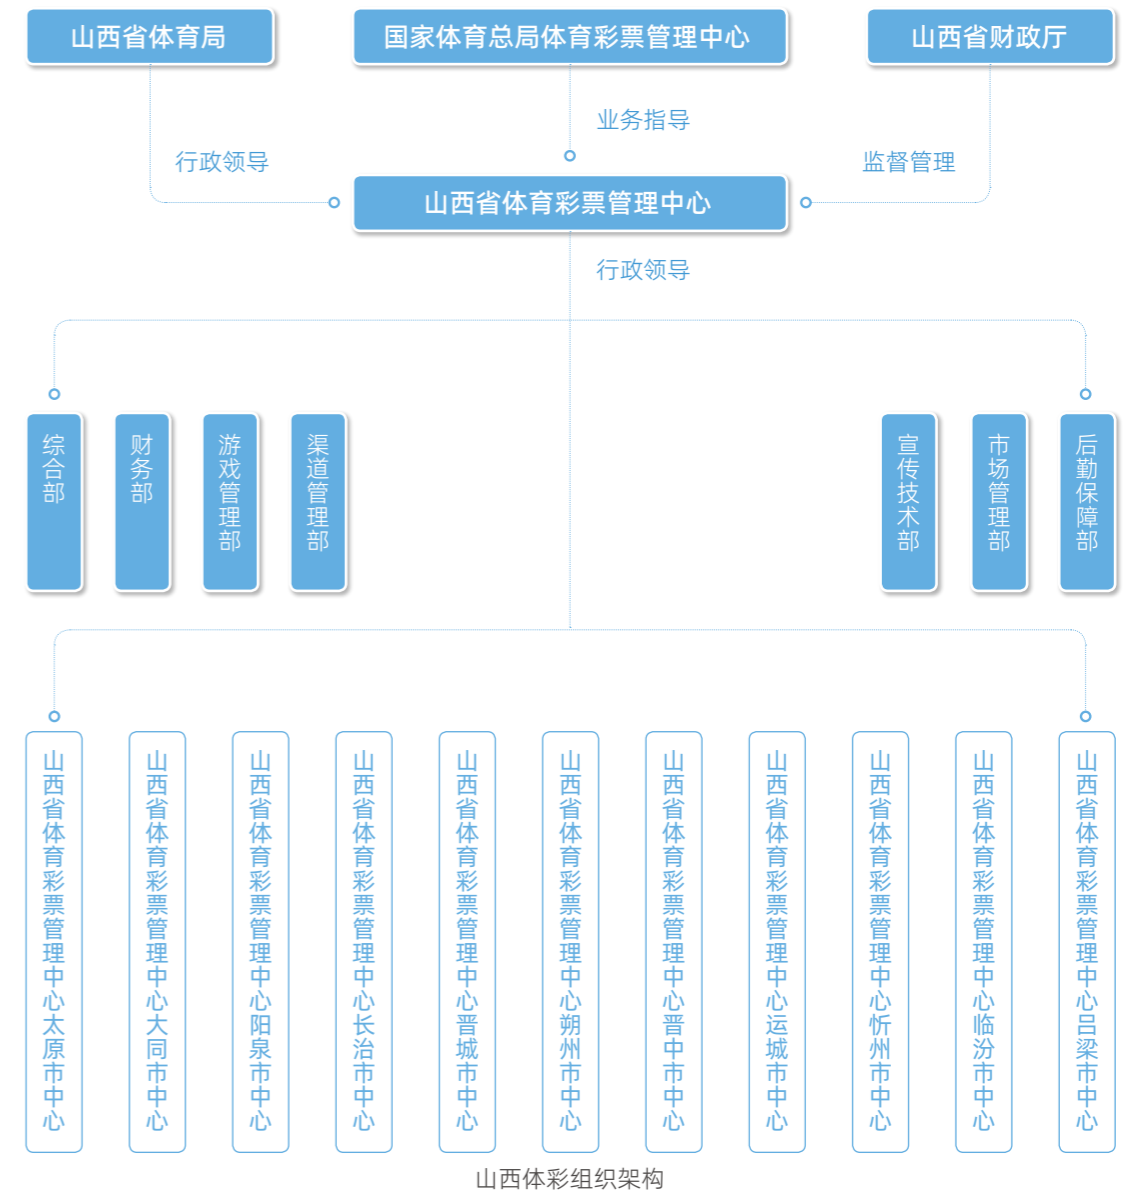 山西省体育局
国家体育总局体育彩票管理中心
山西省财政厅
业务指导
行政领导
监督管理
山西省体育彩票管理中心
行政领导
综合部
财务部
游戏管理部
渠道管理部
宣传技术部
市场管理部
后勤保障部
山西省体育彩票管理中心太原市中心
山西省体育彩票管理中心大同市中心
山西省体育彩票管理中心阳泉市中心
山西省体育彩票管理中心长治市中心
山西省体育彩票管理中心晋城市中心
山西省体育彩票管理中心朔州市中心
山西省体育彩票管理中心晋中市中心
山西省体育彩票管理中心运城市中心
山西省体育彩票管理中心忻州市中心
山西省体育彩票管理中心临汾市中心
山西省体育彩票管理中心吕梁市中心
山西体彩组织架构